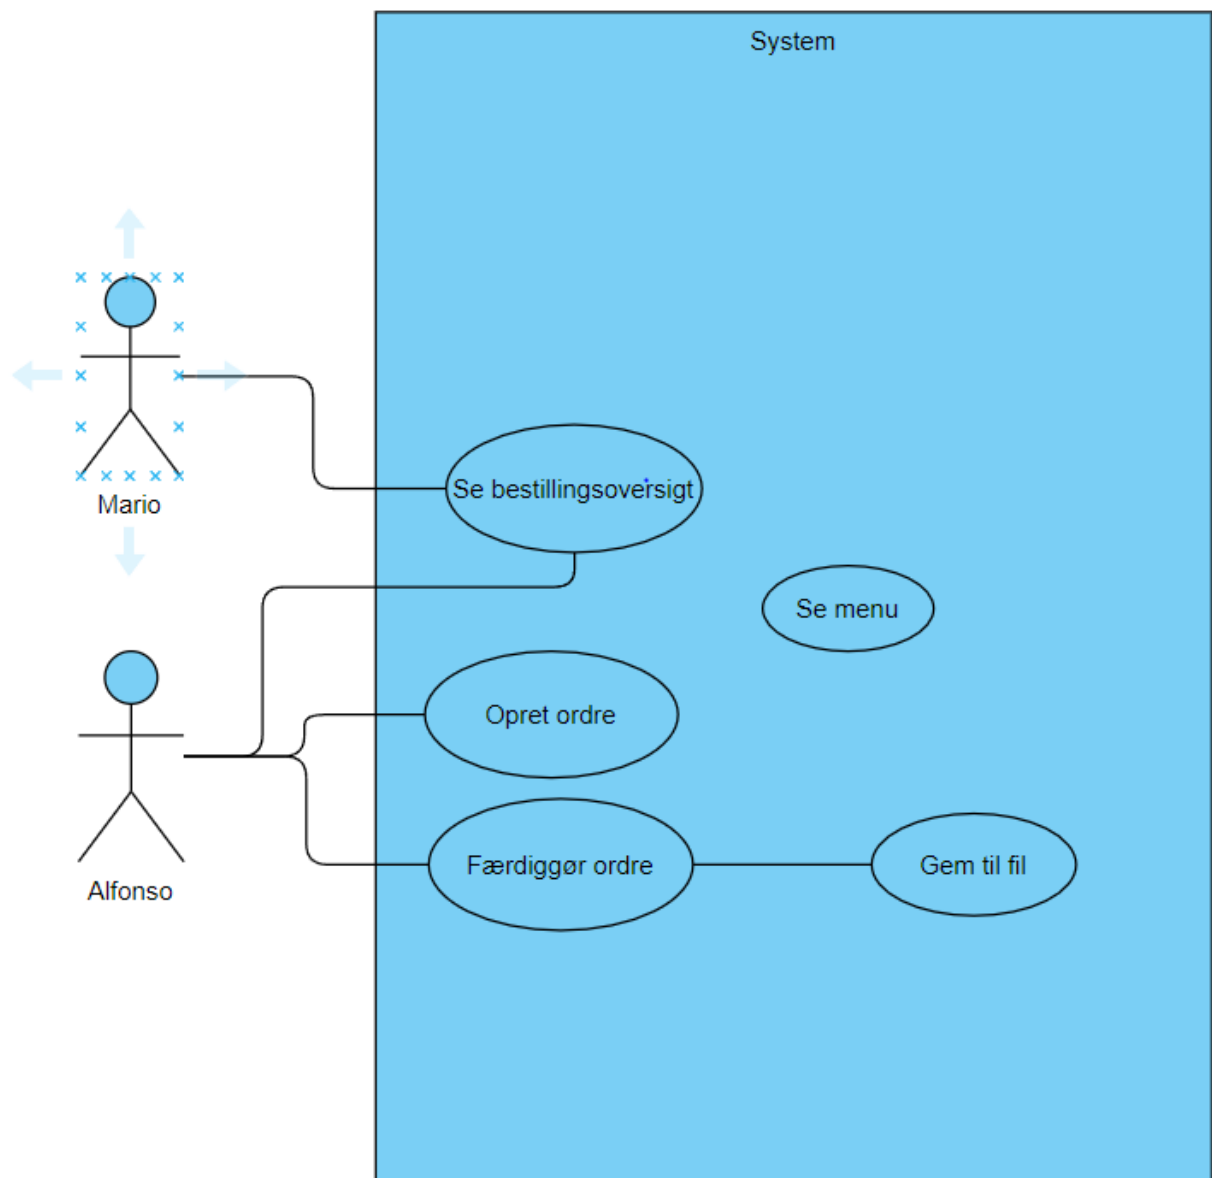 System
Mario
Se bestillingsoversigt
Se menu
Opret ordre
Færdiggør ordre
Gem til fil
Alfonso